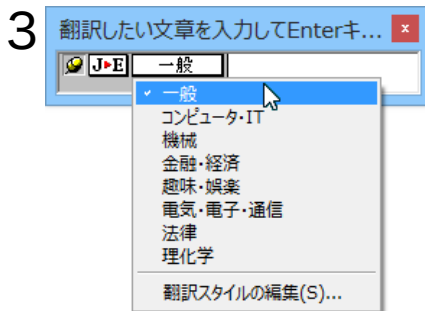 3
翻訳したい文章を入力してEnterキ... x
J▶E 一般
✓ 一般
コンピュータ・IT
機械
金融・経済
趣味・娯楽
電気・電子・通信
法律
理化学
翻訳スタイルの編集(S)...